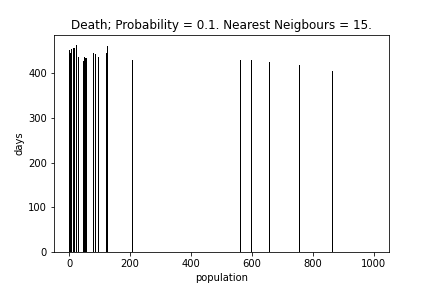 Death; Probability = 0.1. Nearest Neigbours = 15.
400
300
200
100
0
days
0 200 400 600 800 1000
population